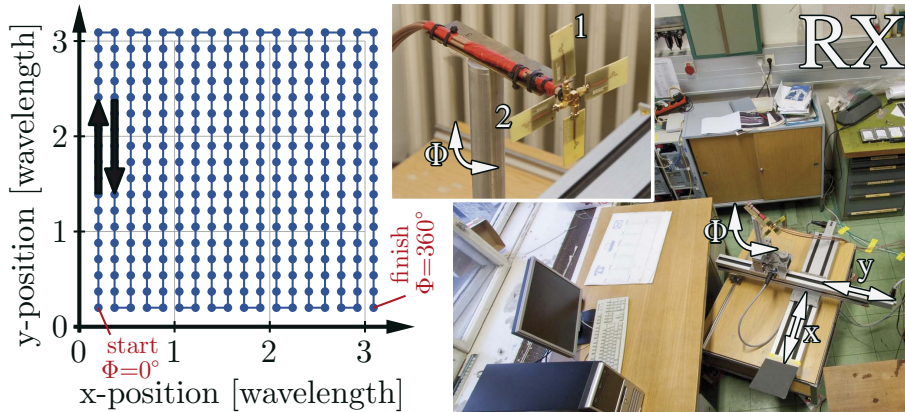 y-position [wavelength]
3
2
1
0
0 1 2 3
x-position [wavelength]
start
Φ=0°
finish
Φ=360°
1
2
Φ
RX
Φ
y
x